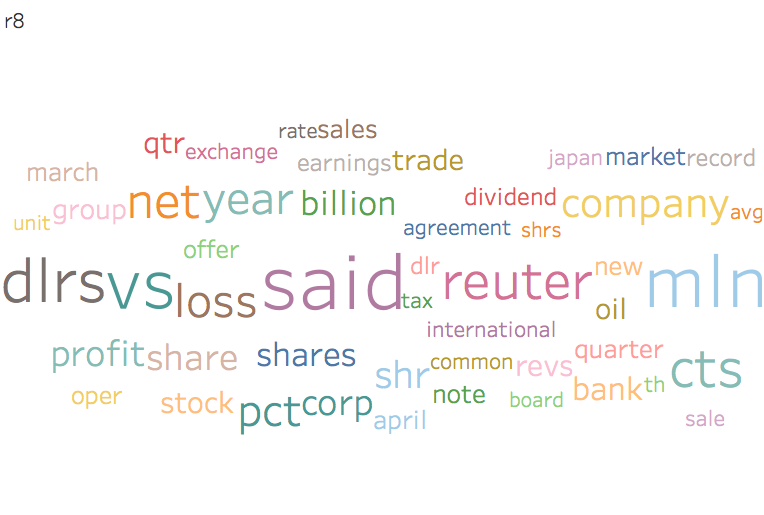 r8
rate sales
qtr exchange
earnings trade
japan market record
march
unit group net year billion
dividend company avg
agreement shrs
offer
dlrs vs loss said dlr reuter new mln
tax
oil
international
profit share shares
quarter
shr common revs bank th cts
oper stock pct corp april note board sale